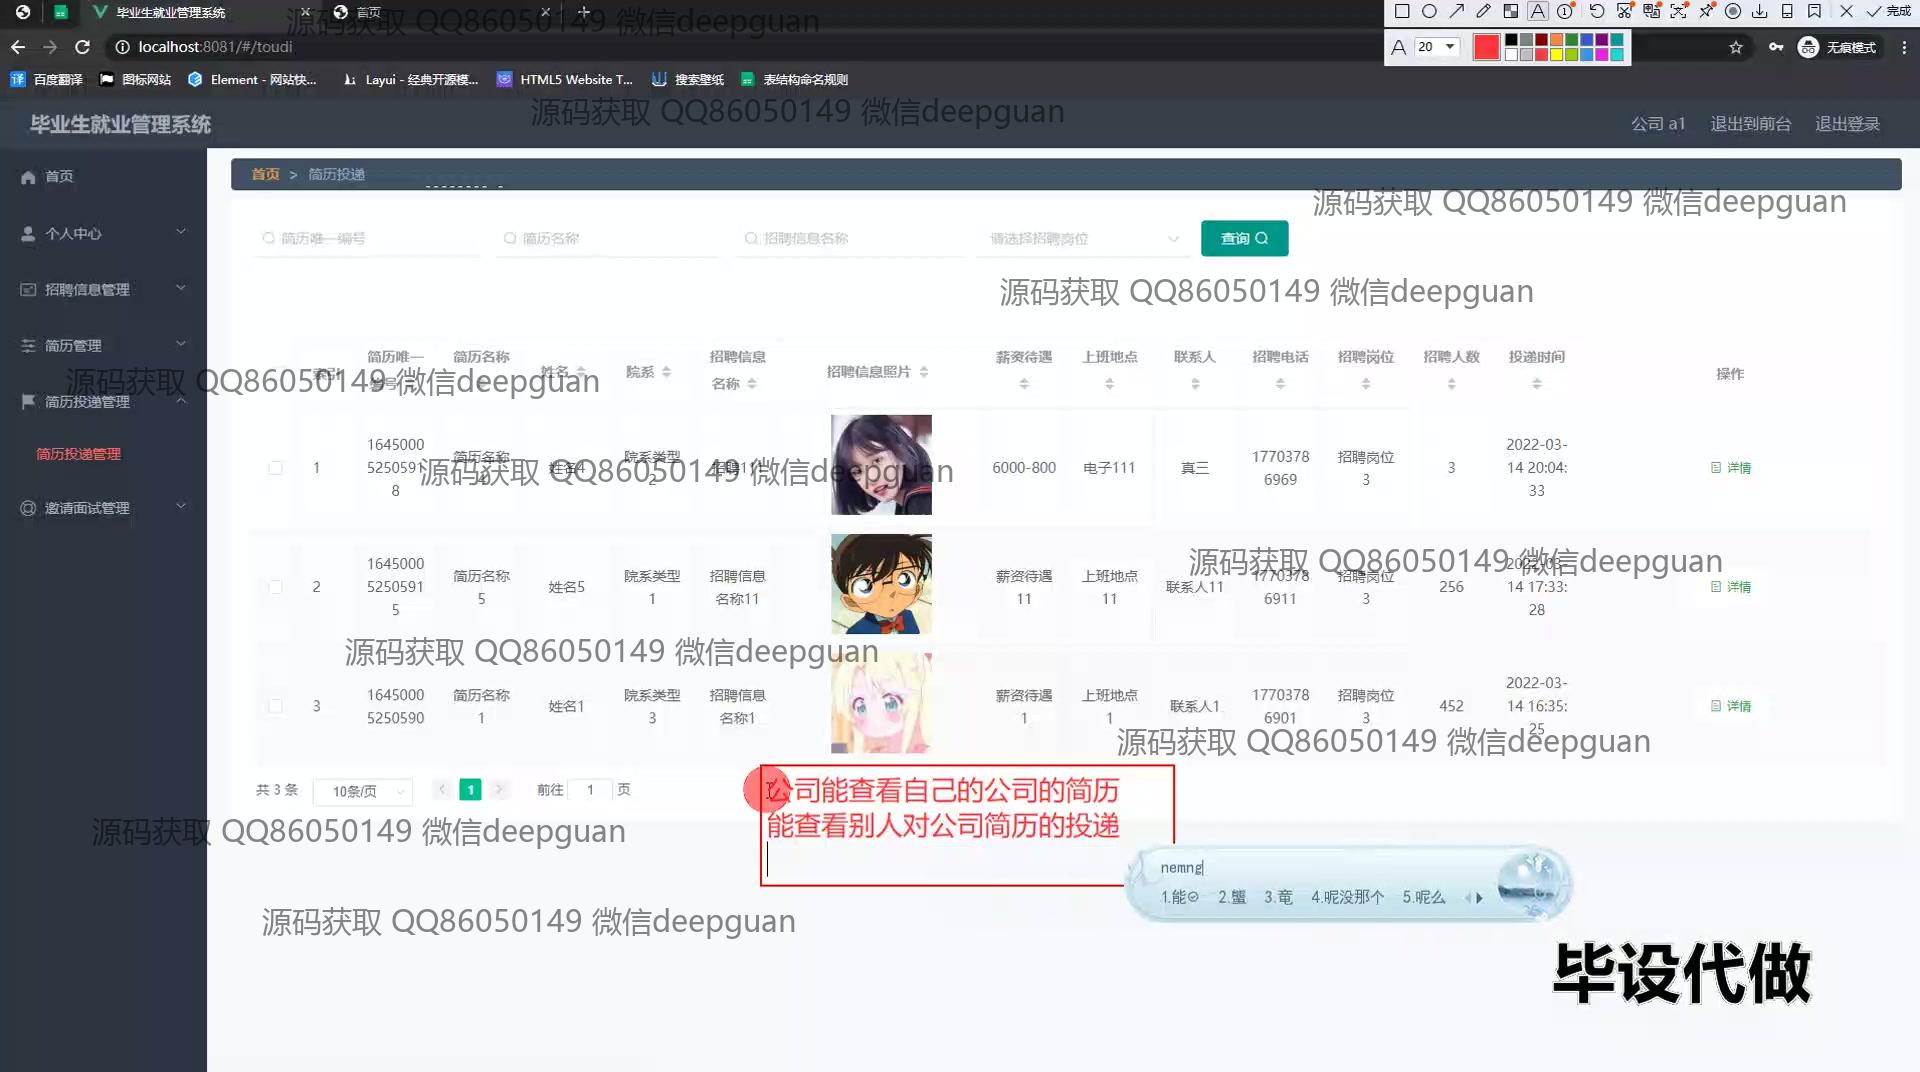 毕业生就业管理系统
首页
源码获取 QQ86050149 微信deepguan
20
完成
localhost:8081/#/toudi
无痕模式
百度翻译
图标网站
Element - 网站快...
Layui - 经典开源模...
HTML5 Website T...
搜索壁纸
表结构命名规则
源码获取 QQ86050149 微信deepguan
毕业生就业管理系统
公司 a1
退出到前台
退出登录
首页
个人中心
招聘信息管理
简历管理
简历投递管理
简历投递管理
邀请面试管理
首页 > 简历投递
源码获取 QQ86050149 微信deepguan
简历唯一编号
简历名称
招聘信息名称
请选择招聘岗位
查询
源码获取 QQ86050149 微信deepguan
索引
简历唯一
编号
简历名称
姓名
院系
招聘信息
名称
招聘信息照片
薪资待遇
上班地点
联系人
招聘电话
招聘岗位
招聘人数
投递时间
操作
源码获取 QQ86050149 微信deepguan
1
1645000
5250591
8
简历名称
4
姓名4
院系类型
2
招聘111
6000-800
电子111
真三
1770378
6969
招聘岗位
3
3
2022-03-
14 20:04:
33
详情
源码获取 QQ86050149 微信deepguan
2
1645000
5250591
5
简历名称
5
姓名5
院系类型
1
招聘信息
名称11
薪资待遇
11
上班地点
11
联系人11
1770378
6911
招聘岗位
3
256
2022-03-
14 17:33:
28
详情
源码获取 QQ86050149 微信deepguan
源码获取 QQ86050149 微信deepguan
3
1645000
5250590
简历名称
1
姓名1
院系类型
3
招聘信息
名称1
薪资待遇
1
上班地点
1
联系人1
1770378
6901
招聘岗位
3
452
2022-03-
14 16:35:
25
详情
源码获取 QQ86050149 微信deepguan
共 3 条
10条/页
1
前往 1 页
公司能查看自己的公司的简历
能查看别人对公司简历的投递
源码获取 QQ86050149 微信deepguan
nemng
1.能 2.蠿 3.竜 4.呢没那个 5.呢么
源码获取 QQ86050149 微信deepguan
毕设代做